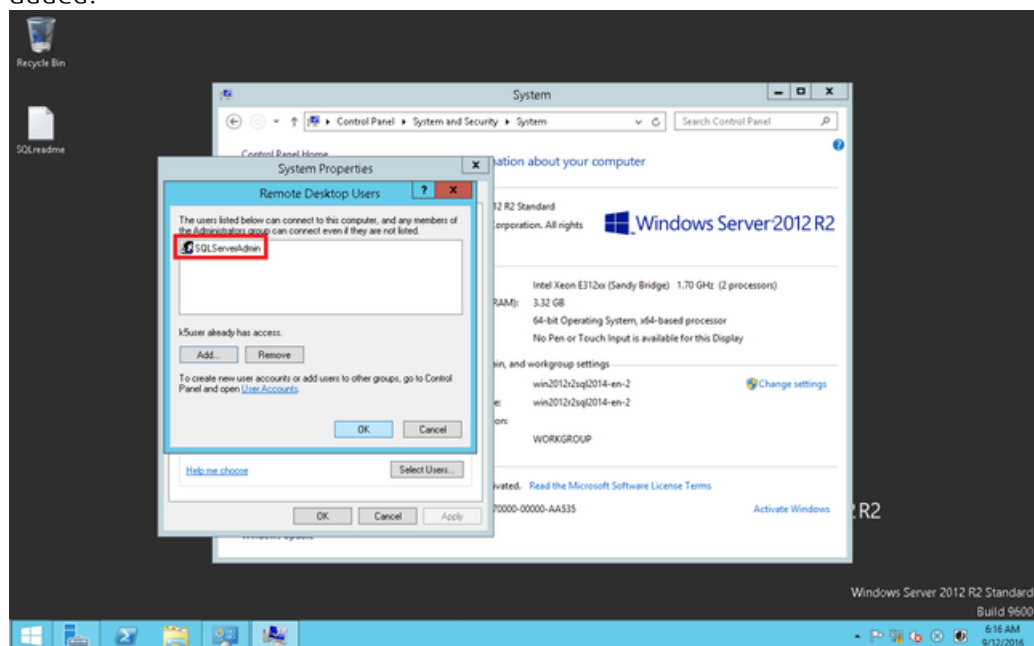 added.
Recycle Bin
SQLreadme
System
Control Panel ▸ System and Security ▸ System
Search Control Panel
Control Panel Home
System Properties
Remote Desktop Users
The users listed below can connect to this computer, and any members of
the Administrators group can connect even if they are not listed.
SQLServerAdmin
k5user already has access.
Add...
Remove
To create new user accounts or add users to other groups, go to Control
Panel and open User Accounts.
OK
Cancel
Help me choose
Select Users...
OK
Cancel
Apply
about your computer
12 R2 Standard
Corporation. All rights
Windows Server 2012 R2
Intel Xeon E312xx (Sandy Bridge) 1.70 GHz (2 processors)
RAM): 3.32 GB
64-bit Operating System, x64-based processor
No Pen or Touch Input is available for this Display
and workgroup settings
win2012r2sql2014-en-2
Change settings
win2012r2sql2014-en-2
WORKGROUP
Read the Microsoft Software License Terms
70000-00000-AA535
Activate Windows
R2
Windows Update
Windows Server 2012 R2 Standard
Build 9600
6:16 AM
9/12/2016